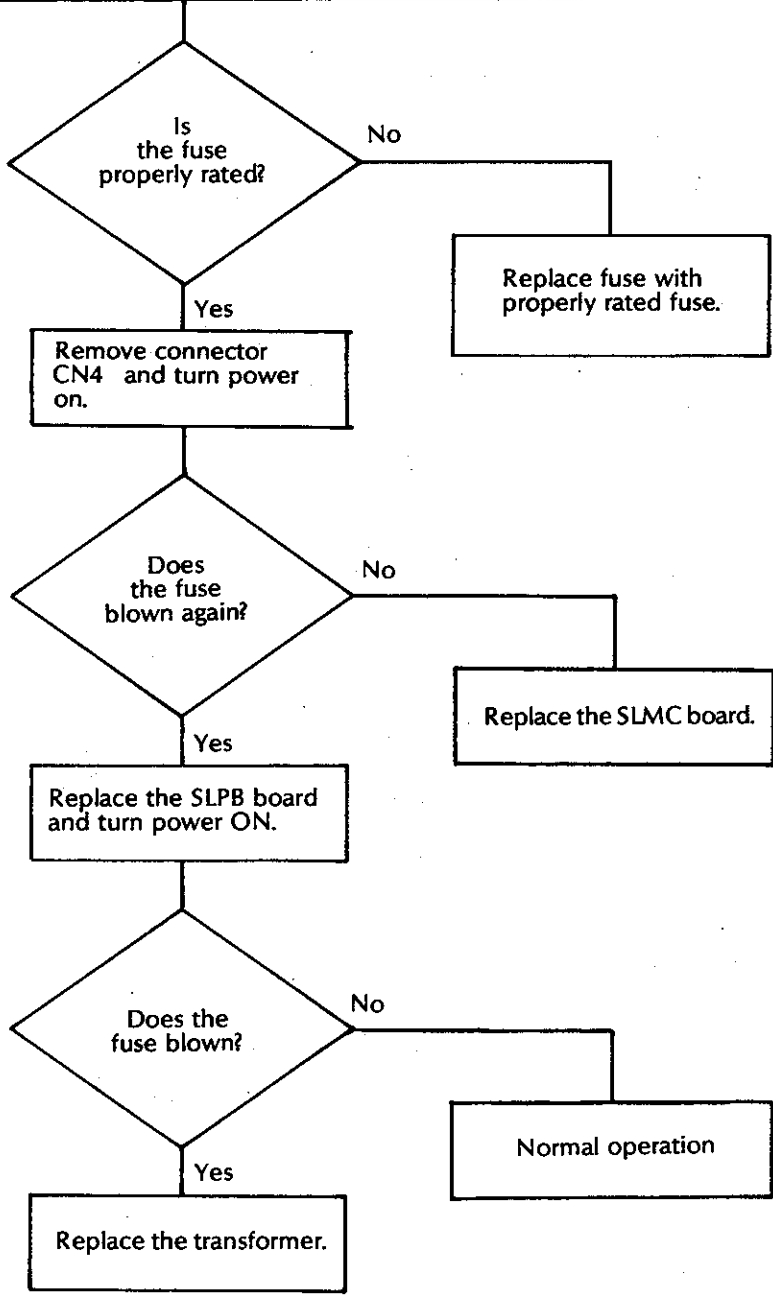 Is
the fuse
properly rated?
No
Replace fuse with
properly rated fuse.
Yes
Remove connector
CN4 and turn power
on.
Does
the fuse
blown again?
No
Replace the SLMC board.
Yes
Replace the SLPB board
and turn power ON.
Does the
fuse blown?
No
Normal operation
Yes
Replace the transformer.